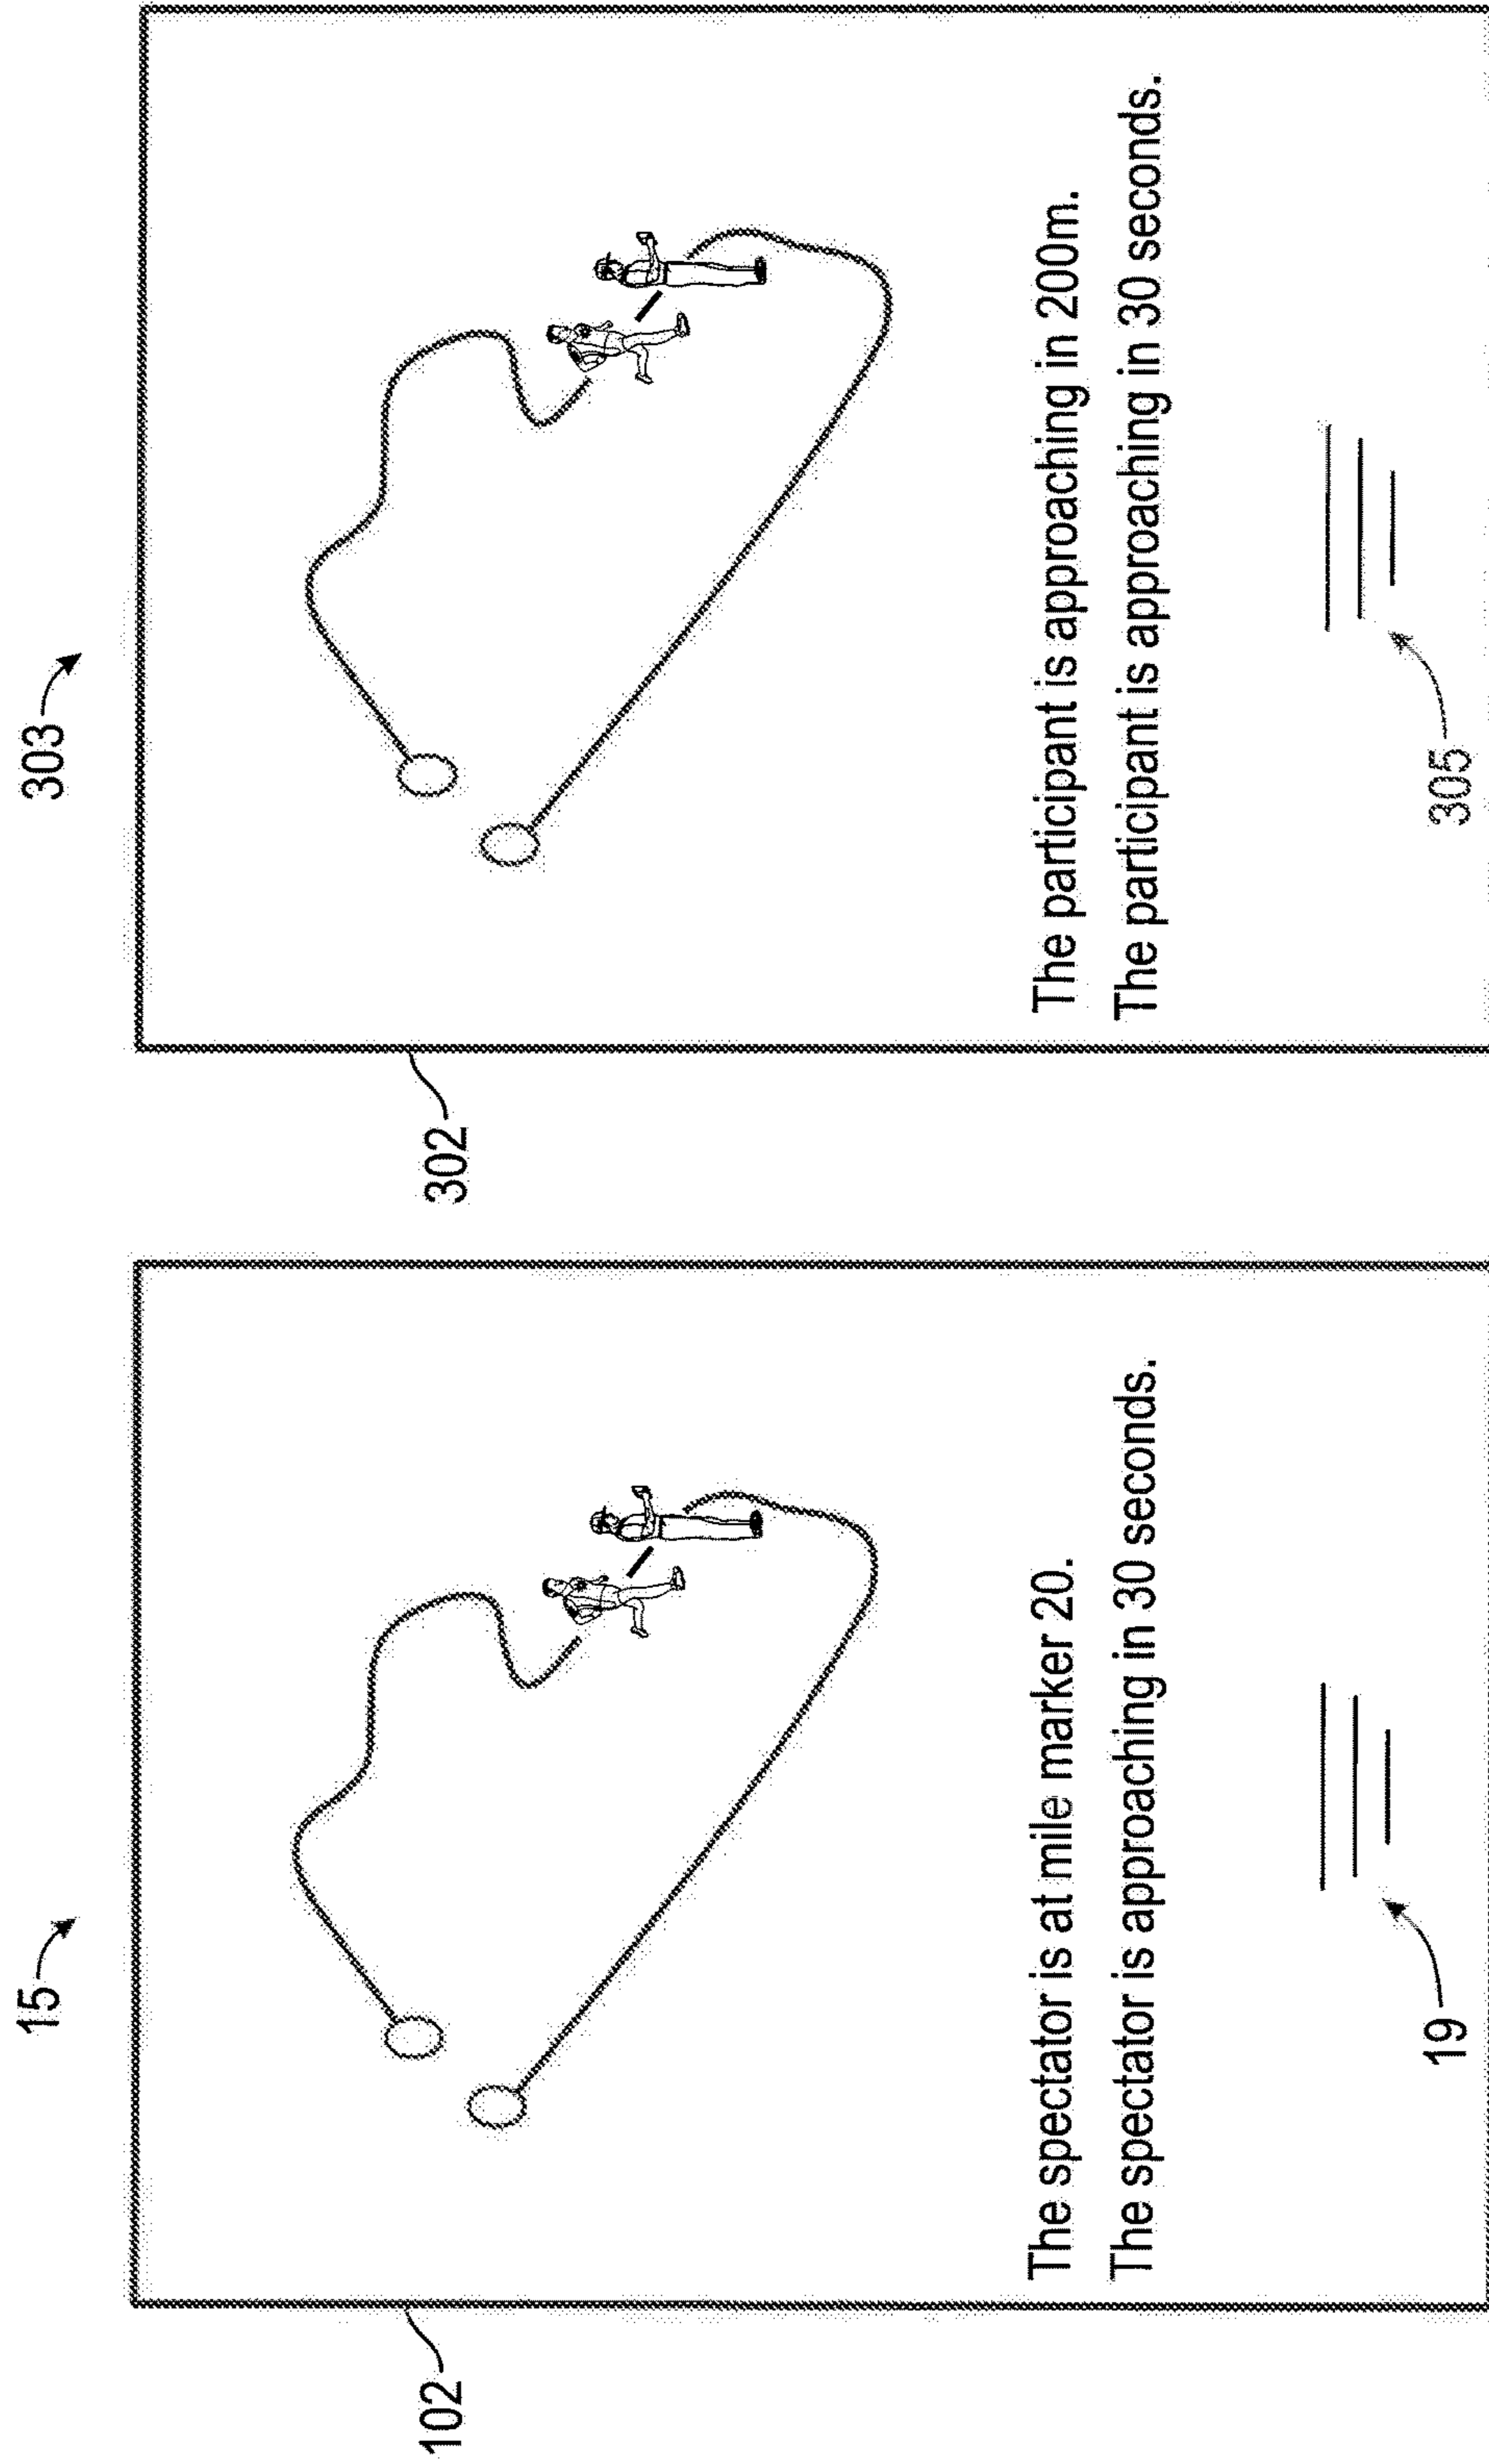 15
102
The spectator is at mile marker 20.
The spectator is approaching in 30 seconds.
19
303
302
The participant is approaching in 200m.
The participant is approaching in 30 seconds.
305